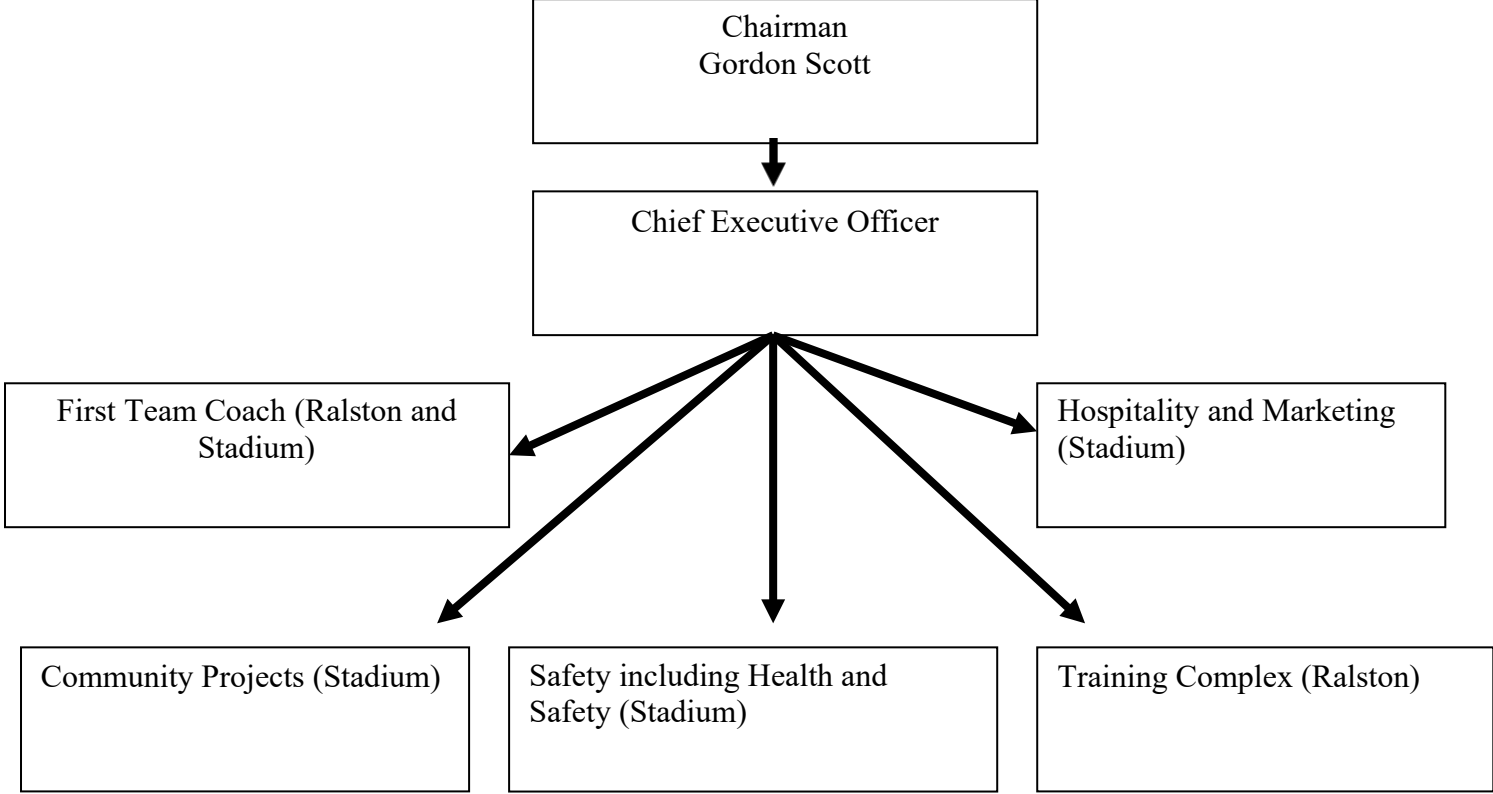 Chairman
Gordon Scott
Chief Executive Officer
First Team Coach (Ralston and
Stadium)
Hospitality and Marketing
(Stadium)
Community Projects (Stadium)
Safety including Health and
Safety (Stadium)
Training Complex (Ralston)